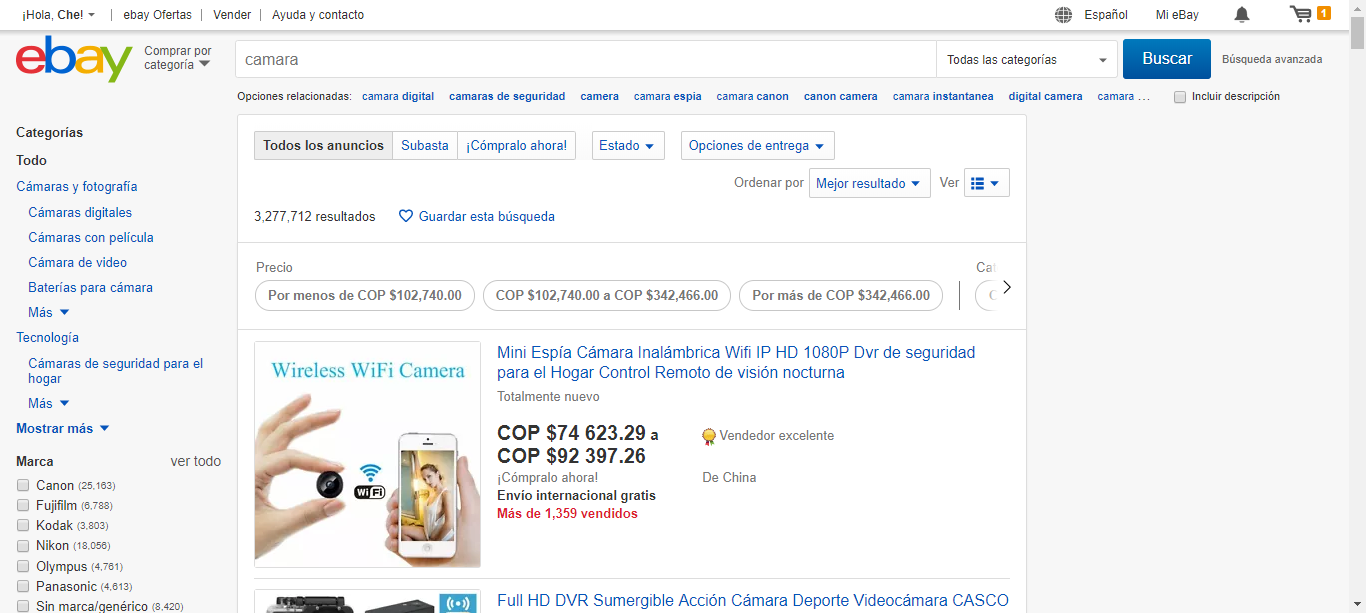 ¡Hola, Che!
ebay Ofertas
Vender
Ayuda y contacto
Español
Mi eBay
1
ebay
Comprar por
categoría
camara
Todas las categorías
Buscar
Búsqueda avanzada
Opciones relacionadas: camara digital camaras de seguridad camera camara espia camara canon canon camera camara instantanea digital camera camara ...
Incluir descripción
Categorías
Todo
Cámaras y fotografía
Cámaras digitales
Cámaras con película
Cámara de video
Baterías para cámara
Más
Tecnología
Cámaras de seguridad para el
hogar
Más
Mostrar más
Marca ver todo
Canon (25,163)
Fujifilm (6,788)
Kodak (3,803)
Nikon (18,056)
Olympus (4,761)
Panasonic (4,613)
Sin marca/genérico (8,420)
Todos los anuncios
Subasta
¡Cómpralo ahora!
Estado
Opciones de entrega
Ordenar por Mejor resultado
Ver
3,277,712 resultados
Guardar esta búsqueda
Precio
Por menos de COP $102,740.00
COP $102,740.00 a COP $342,466.00
Por más de COP $342,466.00
Wireless WiFi Camera
WiFi
Mini Espía Cámara Inalámbrica Wifi IP HD 1080P Dvr de seguridad
para el Hogar Control Remoto de visión nocturna
Totalmente nuevo
COP $74 623.29 a
COP $92 397.26
¡Cómpralo ahora!
Envío internacional gratis
Más de 1,359 vendidos
Vendedor excelente
De China
Full HD DVR Sumergible Acción Cámara Deporte Videocámara CASCO